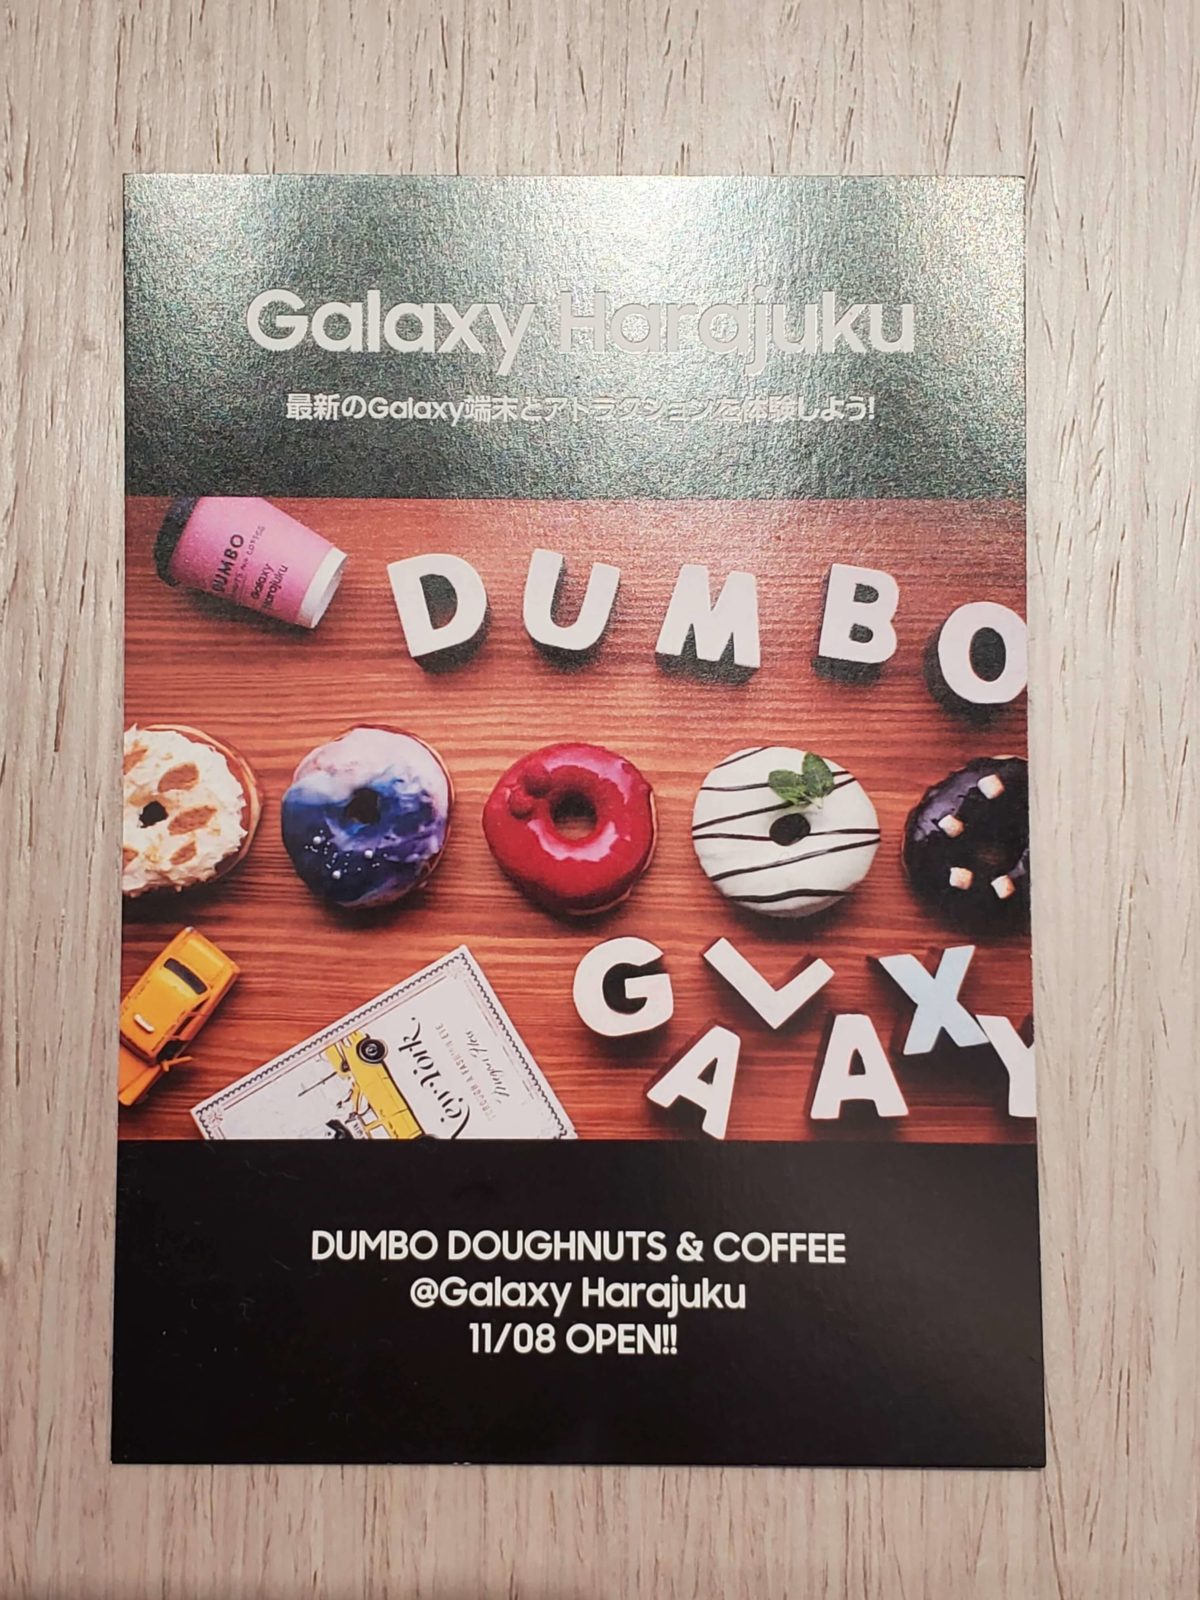 Galaxy Harajuku
最新のGalaxy端末とアトラクションを体験しよう!
DUMBO
Galaxy
Harajuku
DUMBO
GALAXY
New York
DUMBO DOUGHNUTS & COFFEE
@Galaxy Harajuku
11/08 OPEN!!